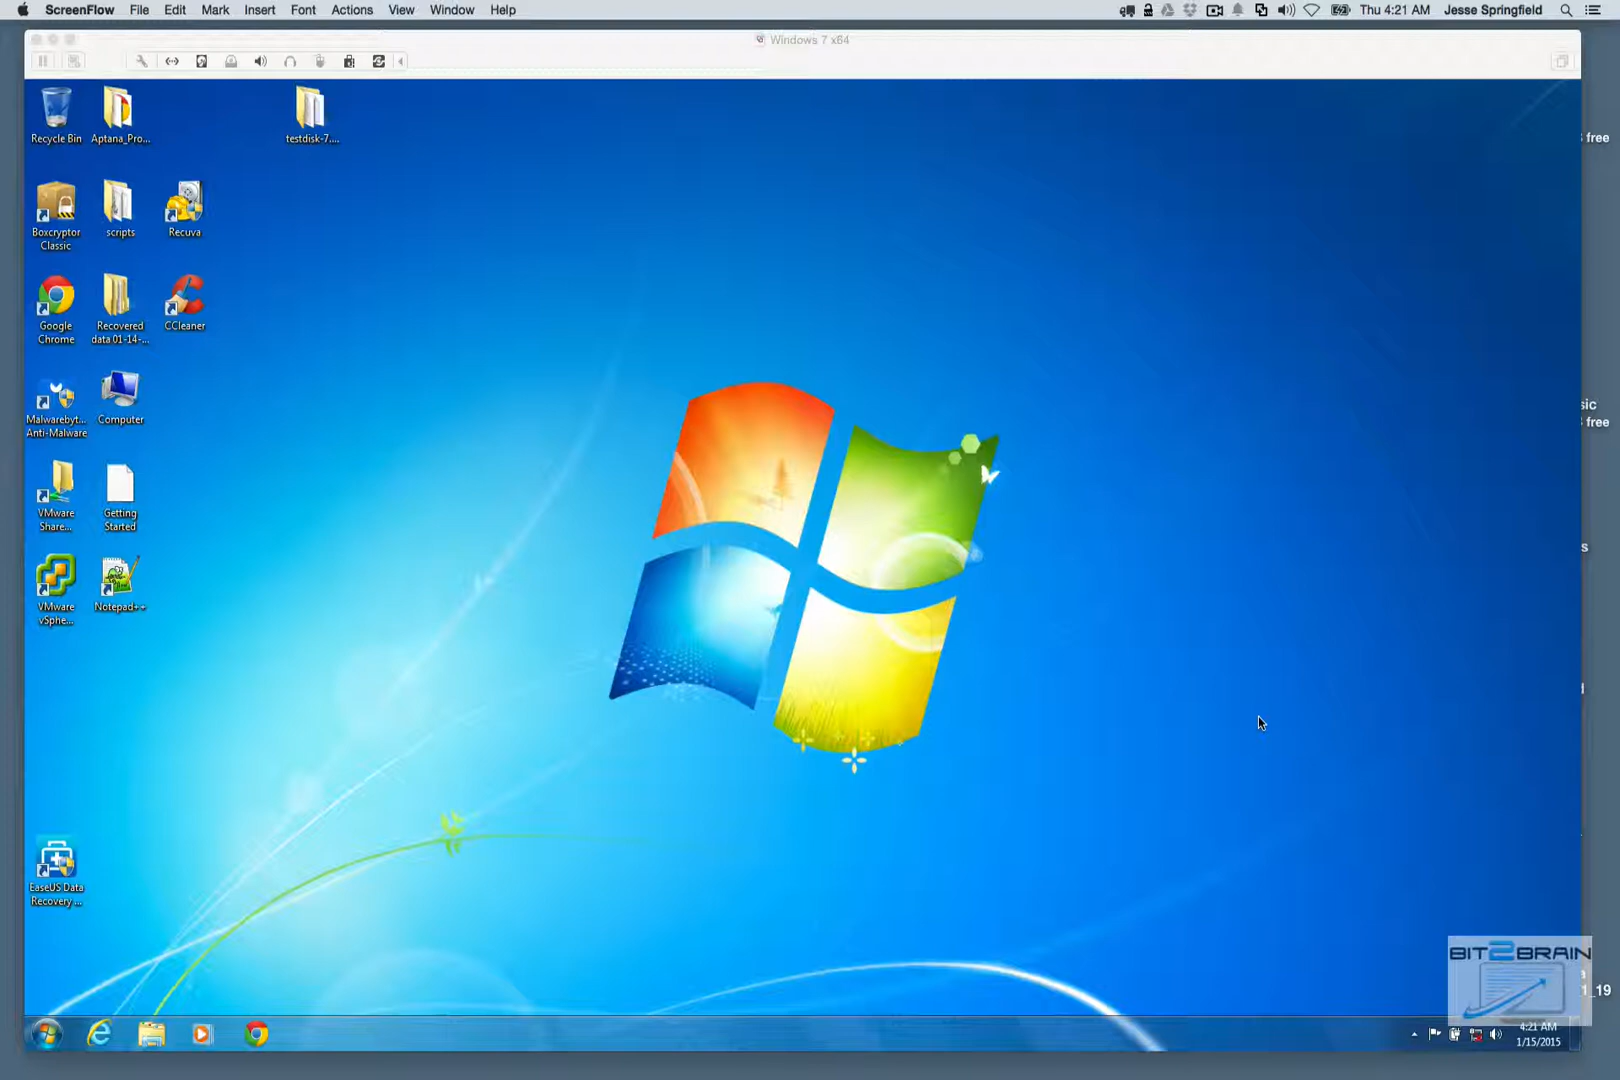 ScreenFlow File Edit Mark Insert Font Actions View Window Help Thu 4:21 AM Jesse Springfield
Windows 7 x64
Recycle Bin
Aptana_Pro...
testdisk-7....
free
Boxcryptor
Classic
scripts
Recuva
Google
Chrome
Recovered
data 01-14-...
CCleaner
Malwarebyt...
Anti-Malware
Computer
sic
free
VMware
Share...
Getting
Started
VMware
vSphe...
Notepad++
EaseUS Data
Recovery ...
BIT2BRAIN
_19
4:21 AM
1/15/2015